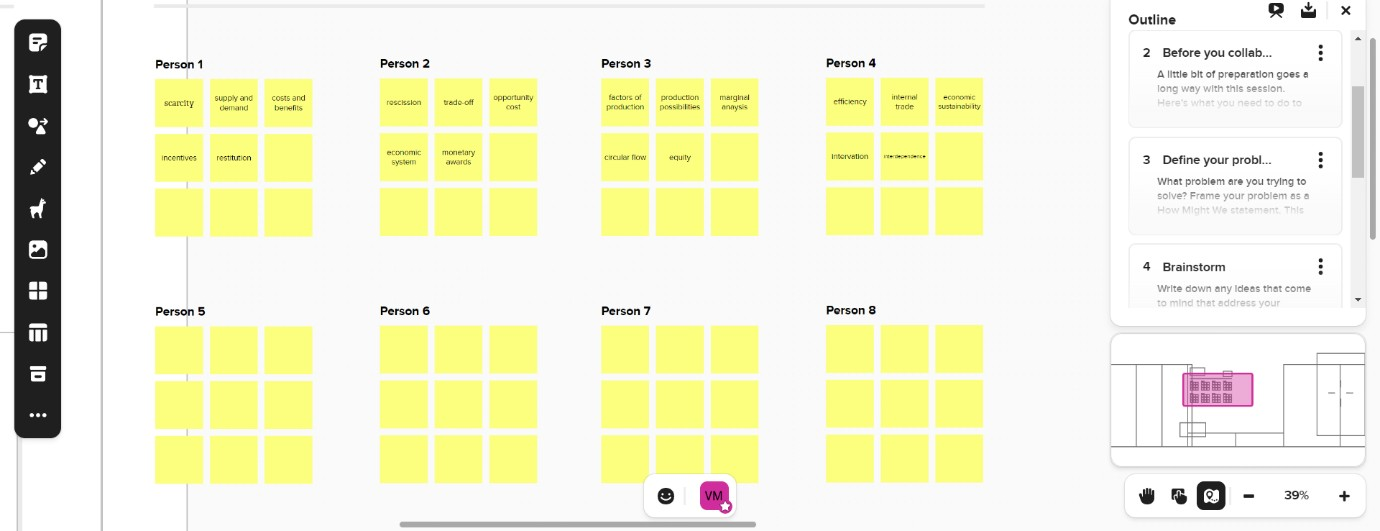 Person 1
scarcity
supply and
demand
costs and
benefits
incentives
restitution
Person 2
rescission
trade-off
opportunity
cost
economic
system
monetary
awards
Person 3
factors of
production
production
possibilities
marginal
anaysis
circular flow
equity
Person 4
efficiency
internal
trade
economic
sustainability
intervation
interdependence
Person 5
Person 6
Person 7
Person 8
T
VM
Outline
2 Before you collab...
A little bit of preparation goes a
long way with this session.
Here's what you need to do to
3 Define your probl...
What problem are you trying to
solve? Frame your problem as a
How Might We statement. This
4 Brainstorm
Write down any ideas that come
to mind that address your
39%